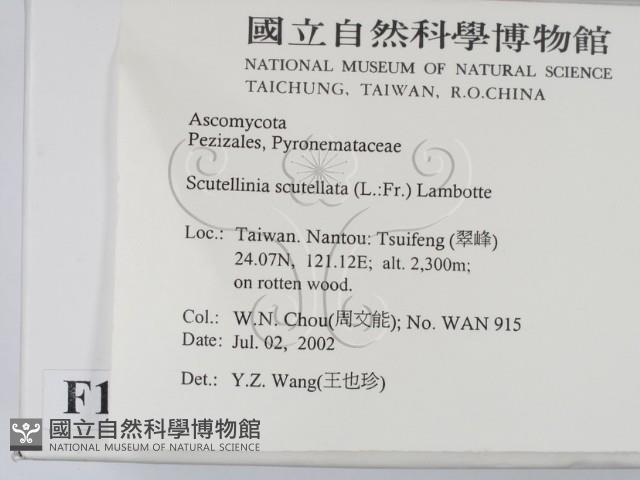 國立自然科學博物館
NATIONAL MUSEUM OF NATURAL SCIENCE
TAICHUNG, TAIWAN, R.O.CHINA
Ascomycota
Pezizales, Pyronemataceae
Scutellinia scutellata (L.:Fr.) Lambotte
Loc.: Taiwan. Nantou: Tsuifeng (翠峰)
24.07N, 121.12E; alt. 2,300m;
on rotten wood.
Col.: W.N. Chou(周文能); No. WAN 915
Date: Jul. 02, 2002
Det.: Y.Z. Wang(王也珍)
F1
國立自然科學博物館
NATIONAL MUSEUM OF NATURAL SCIENCE